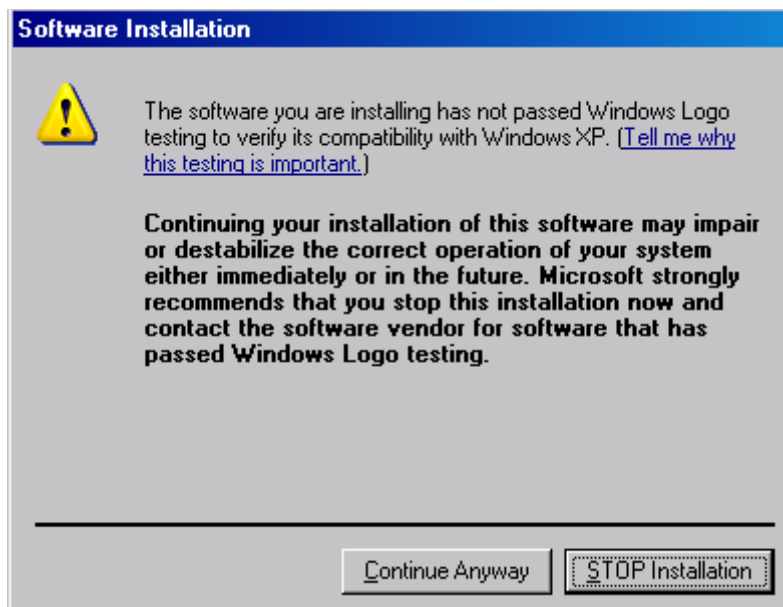 Software Installation
The software you are installing has not passed Windows Logo
testing to verify its compatibility with Windows XP. (Tell me why
this testing is important.)
Continuing your installation of this software may impair
or destabilize the correct operation of your system
either immediately or in the future. Microsoft strongly
recommends that you stop this installation now and
contact the software vendor for software that has
passed Windows Logo testing.
Continue Anyway
STOP Installation